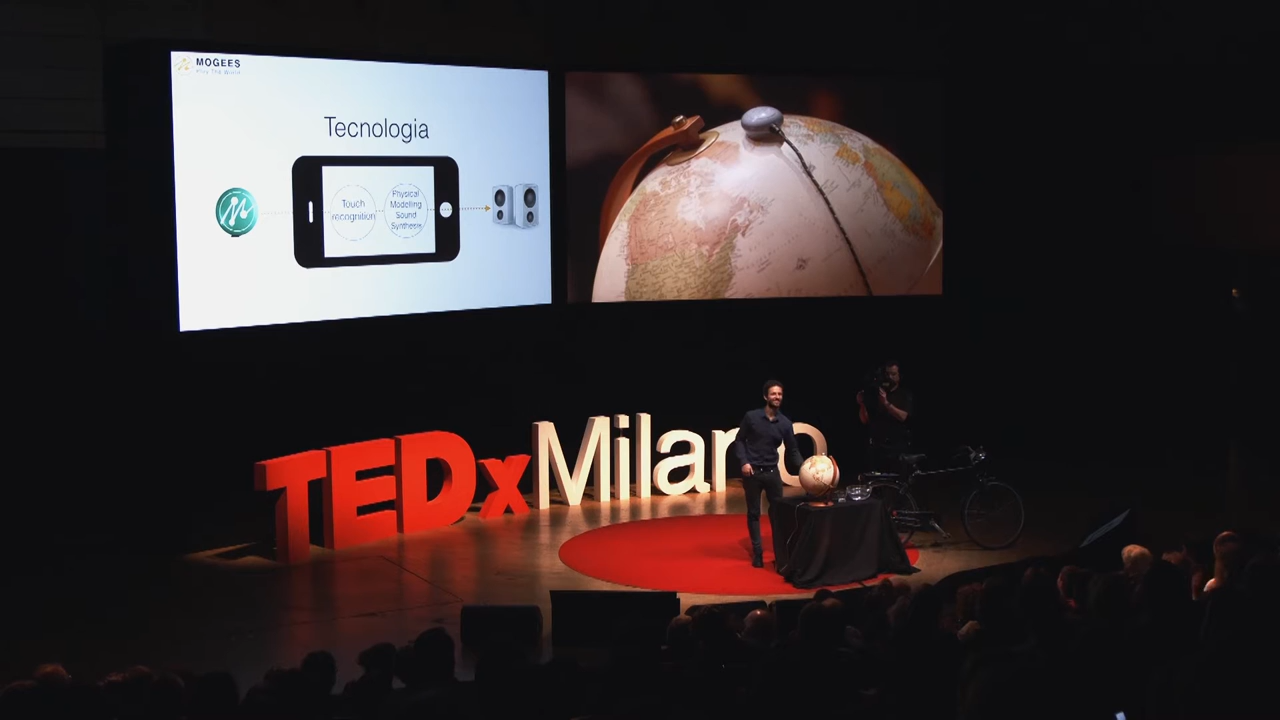 MOGEES
Play The World
Tecnologia
Touch
recognition
Physical
Modelling
Sound
Synthesis
TEDxMilano